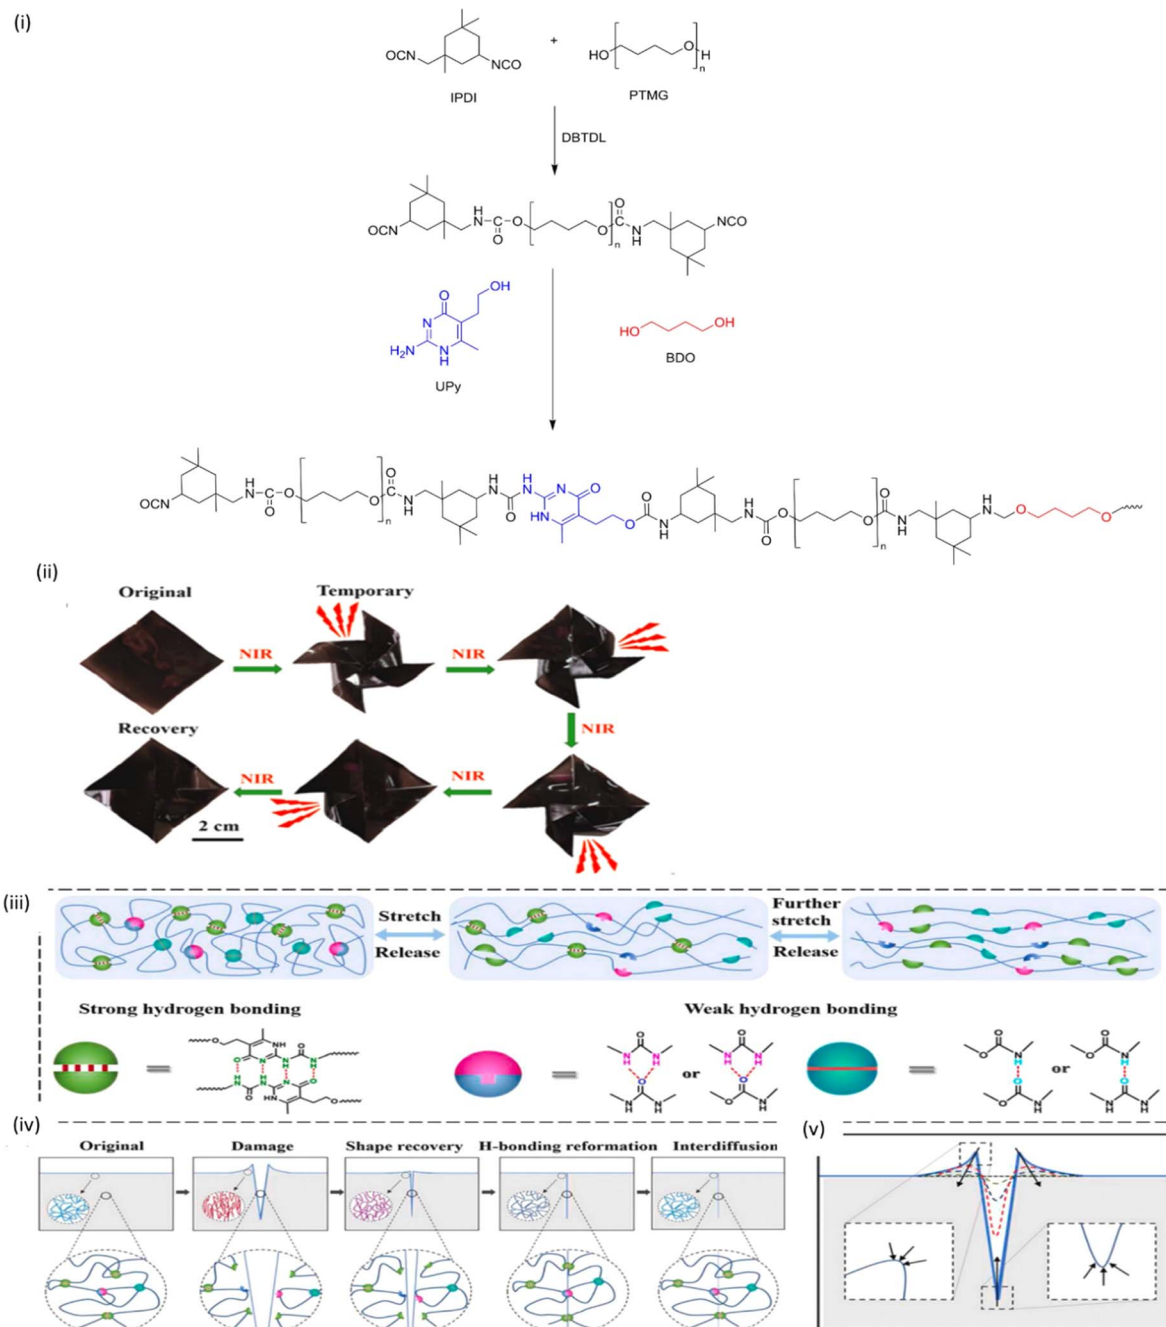 (i)
OCN
NCO
IPDI
+
HO
O
H
n
PTMG
DBTDL
OCN
H
N
C
O
O
O
n
O
C
N
H
NCO
O
OH
N
H2N
N
H
UPy
HO
OH
BDO
OCN
H
N
C
O
O
O
n
O
C
N
H
H
N
C
O
H
N
N
O
HN
O
O
C
N
H
H
N
C
O
O
O
n
O
C
N
H
H
N
O
O
(ii)
Original
Temporary
NIR
NIR
NIR
Recovery
NIR
NIR
2 cm
(iii)
Stretch
Release
Further
stretch
Release
Strong hydrogen bonding
Weak hydrogen bonding
or
or
(iv)
Original
Damage
Shape recovery
H-bonding reformation
Interdiffusion
(v)